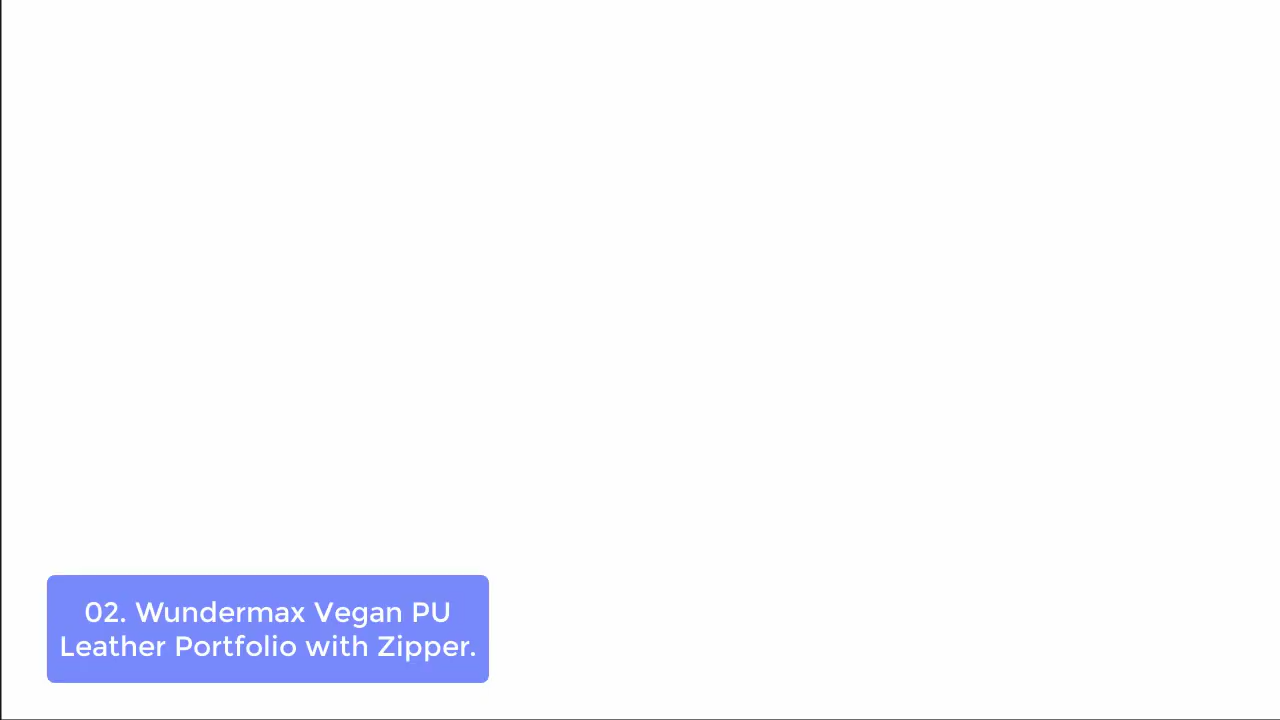 02. Wundermax Vegan PU
Leather Portfolio with Zipper.